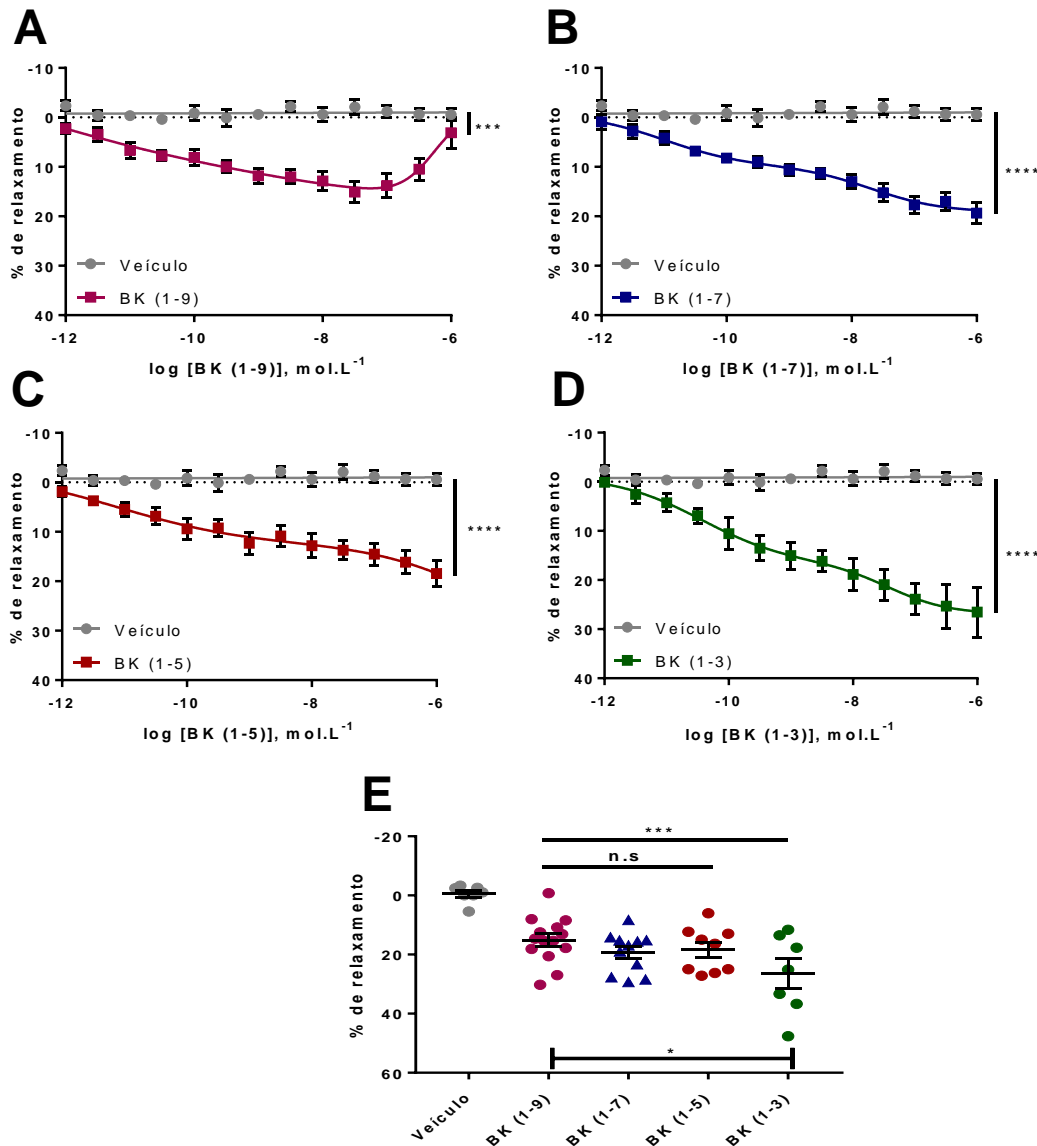 A
-10
0
10
20
30
40
% de relaxamento
***
Veículo
BK (1-9)
-12 -10 -8 -6
log [BK (1-9)], mol.L⁻¹
B
-10
0
10
20
30
40
% de relaxamento
****
Veículo
BK (1-7)
-12 -10 -8 -6
log [BK (1-7)], mol.L⁻¹
C
-10
0
10
20
30
40
% de relaxamento
****
Veículo
BK (1-5)
-12 -10 -8 -6
log [BK (1-5)], mol.L⁻¹
D
-10
0
10
20
30
40
% de relaxamento
****
Veículo
BK (1-3)
-12 -10 -8 -6
log [BK (1-3)], mol.L⁻¹
E
-20
0
20
40
60
% de relaxamento
***
n.s
*
Veículo
BK (1-9)
BK (1-7)
BK (1-5)
BK (1-3)